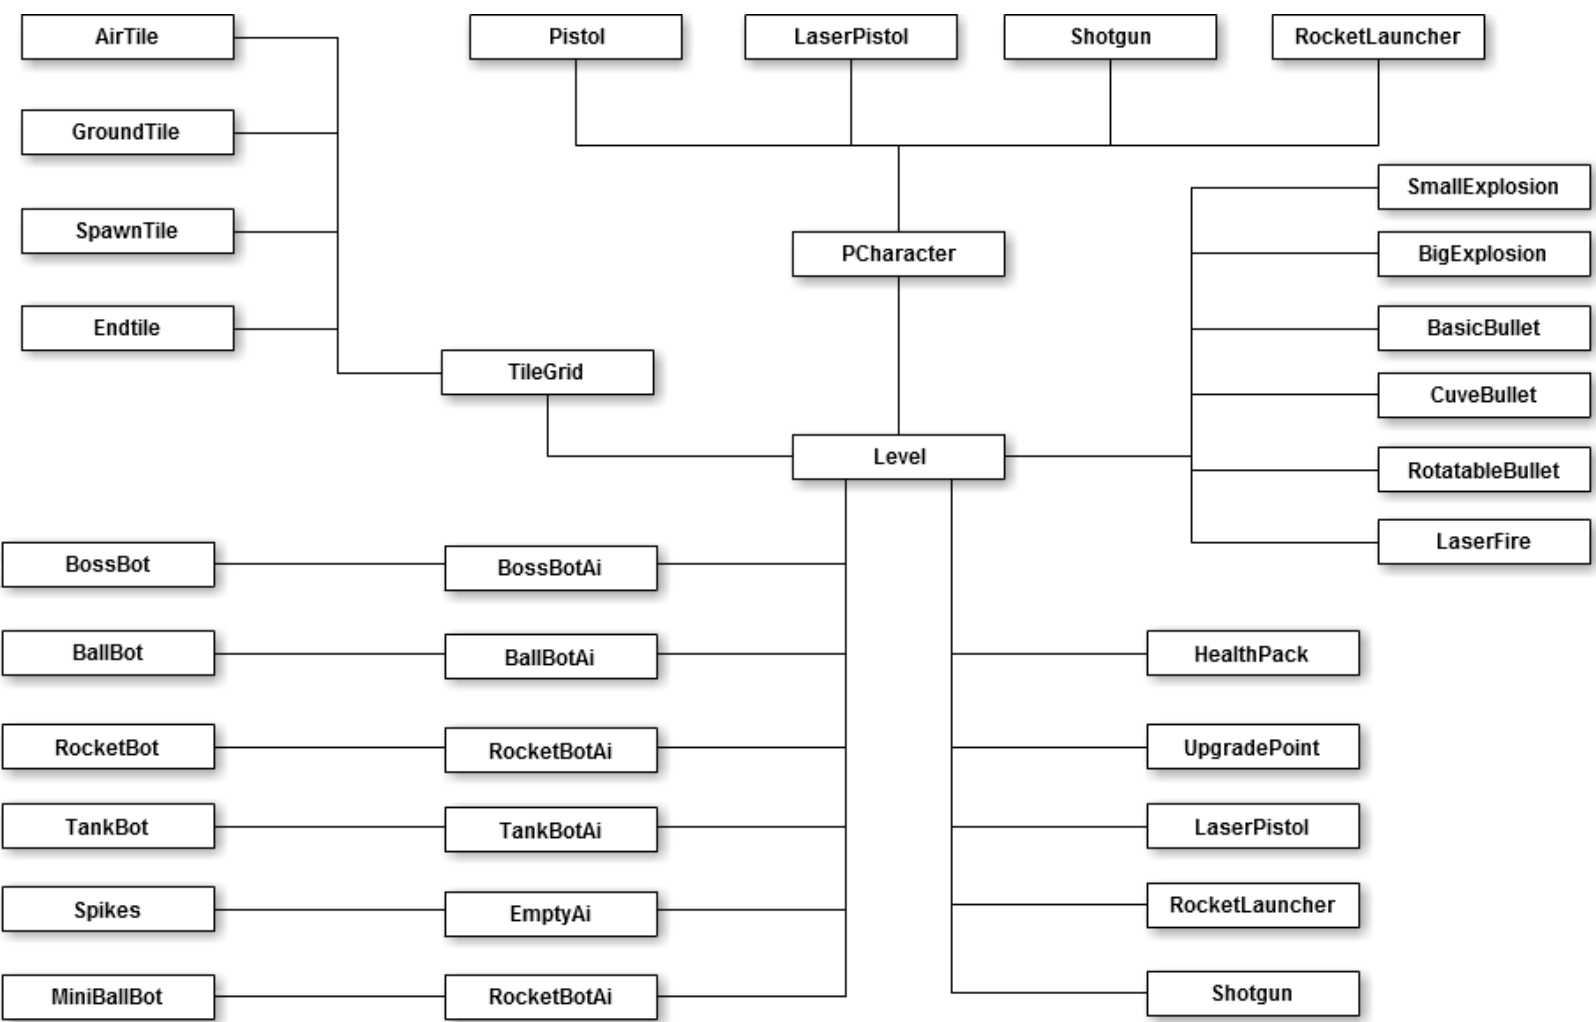 AirTile
Pistol
LaserPistol
Shotgun
RocketLauncher
GroundTile
SmallExplosion
SpawnTile
PCharacter
BigExplosion
Endtile
BasicBullet
TileGrid
CuveBullet
Level
RotatableBullet
LaserFire
BossBot
BossBotAi
BallBot
BallBotAi
HealthPack
RocketBot
RocketBotAi
UpgradePoint
TankBot
TankBotAi
LaserPistol
Spikes
EmptyAi
RocketLauncher
MiniBallBot
RocketBotAi
Shotgun